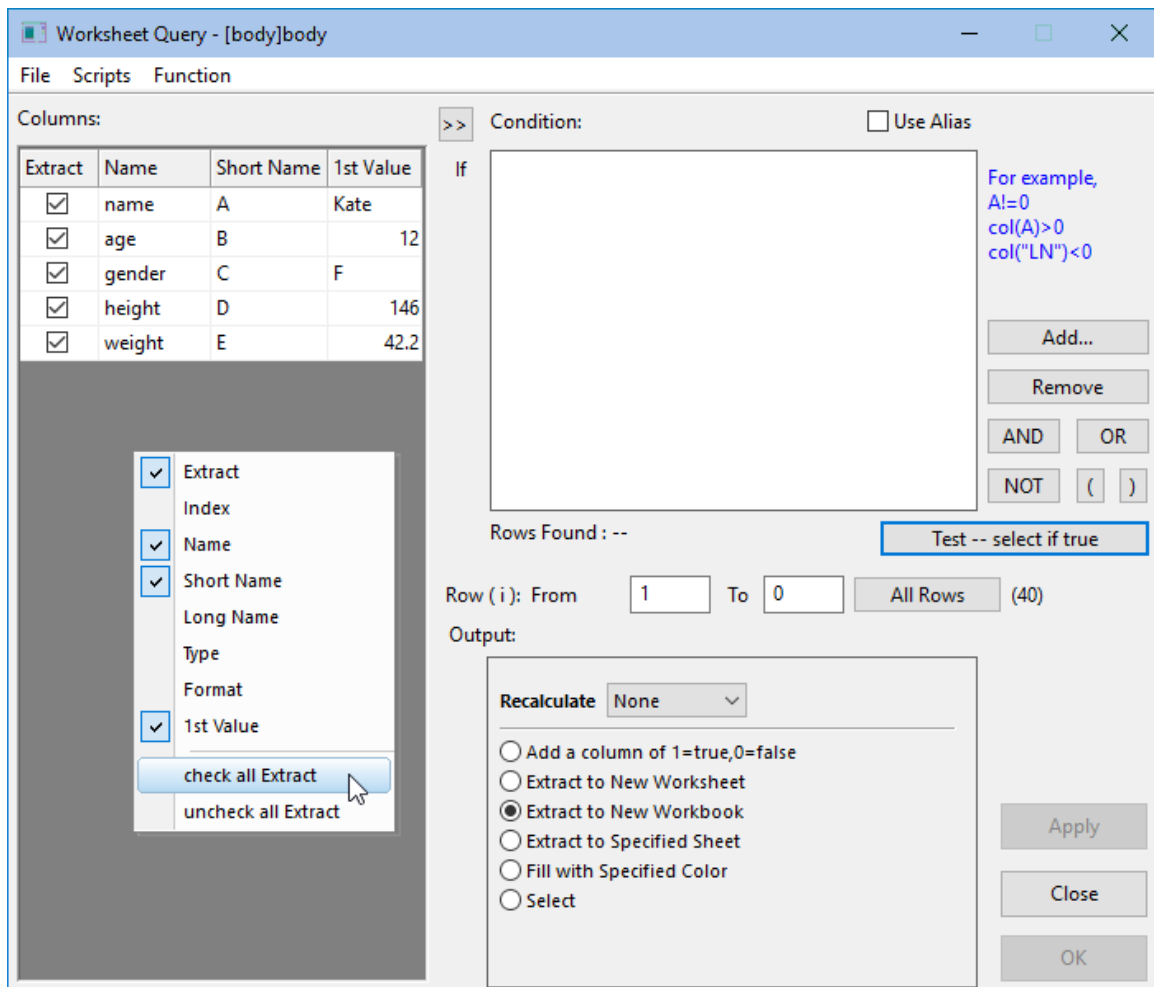 Worksheet Query - [body]body
File Scripts Function
Columns:
>>
Condition:
Use Alias
Extract Name Short Name 1st Value
name A Kate
age B 12
gender C F
height D 146
weight E 42.2
If
For example,
A!=0
col(A)>0
col("LN")<0
Add...
Remove
AND OR
NOT ( )
Extract
Index
Name
Short Name
Long Name
Type
Format
1st Value
check all Extract
uncheck all Extract
Rows Found : --
Test -- select if true
Row ( i ): From 1 To 0 All Rows (40)
Output:
Recalculate None
Add a column of 1=true,0=false
Extract to New Worksheet
Extract to New Workbook
Extract to Specified Sheet
Fill with Specified Color
Select
Apply
Close
OK